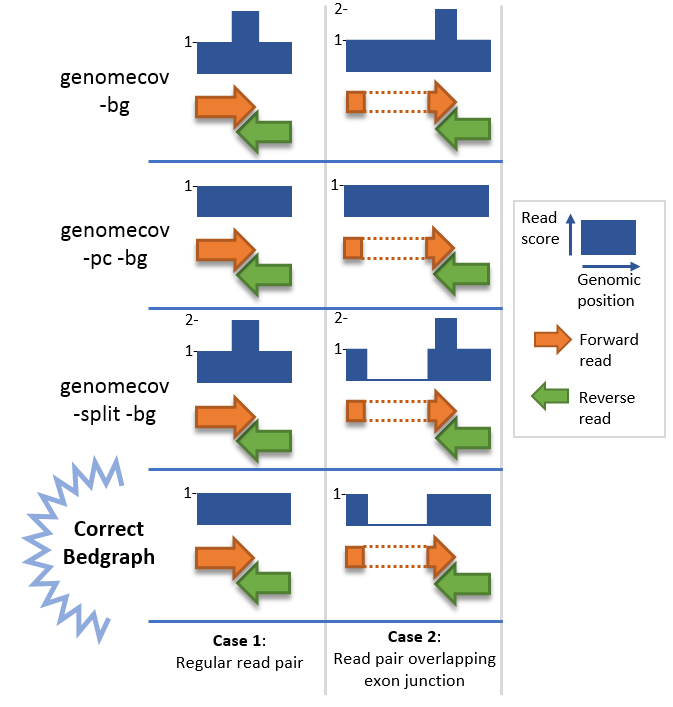 2-
1-
1-
genomecov
-bg
1-
1-
genomecov
-pc -bg
Read
score
Genomic
position
2-
2-
1-
1-
Forward
read
genomecov
-split -bg
Reverse
read
1-
1-
Correct
Bedgraph
Case 1:
Regular read pair
Case 2:
Read pair overlapping
exon junction